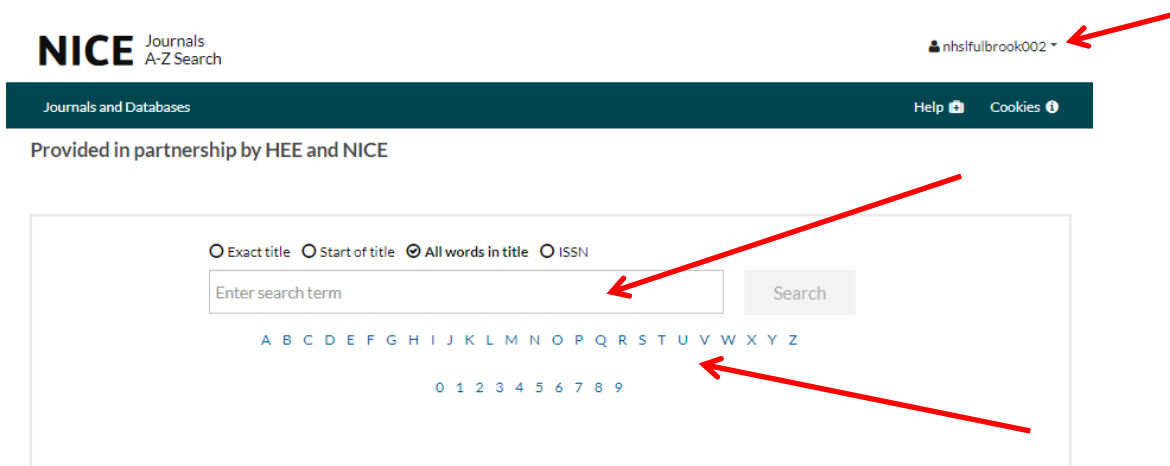 NICE Journals
A-Z Search
nhslfulbrook002
Journals and Databases Help Cookies
Provided in partnership by HEE and NICE
Exact title Start of title All words in title ISSN
Enter search term Search
A B C D E F G H I J K L M N O P Q R S T U V W X Y Z
0 1 2 3 4 5 6 7 8 9